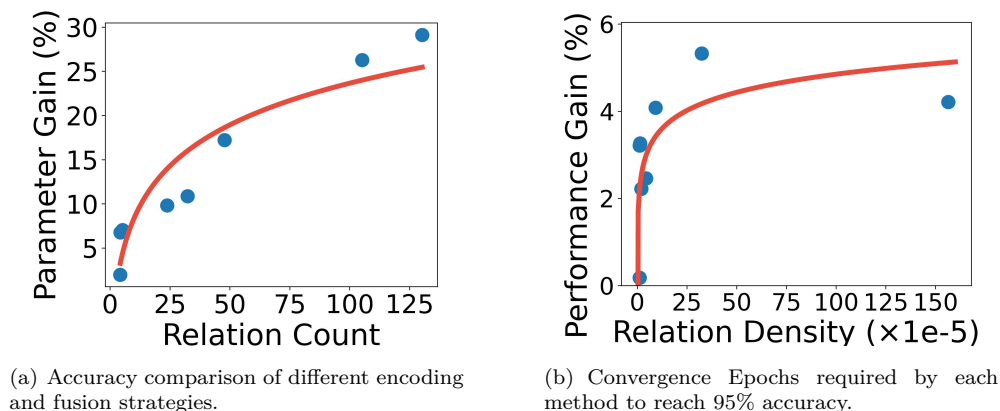 30
25
20
15
10
5
Parameter Gain (%)
0 25 50 75 100 125
Relation Count
6
4
2
0
Performance Gain (%)
0 25 50 75 100 125 150
Relation Density (×1e-5)
(a) Accuracy comparison of different encoding
and fusion strategies.
(b) Convergence Epochs required by each
method to reach 95% accuracy.